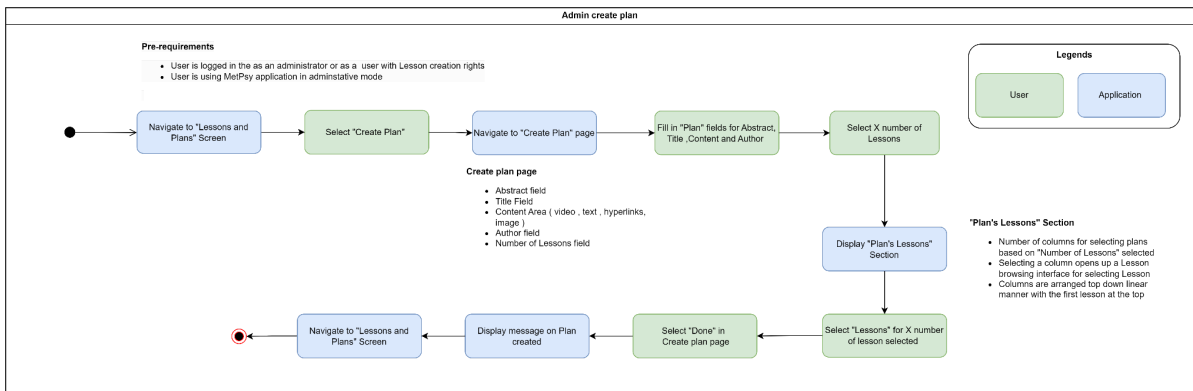 Admin create plan
Pre-requirements
User is logged in the as an administrator or as a user with Lesson creation rights
User is using MetPsy application in adminstative mode
Legends
User
Application
Navigate to "Lessons and
Plans" Screen
Select "Create Plan"
Navigate to "Create Plan" page
Fill in "Plan" fields for Abstract,
Title ,Content and Author
Select X number of
Lessons
Create plan page
Abstract field
Title Field
Content Area ( video , text , hyperlinks,
image )
Author field
Number of Lessons field
Display "Plan's Lessons"
Section
"Plan's Lessons" Section
Number of columns for selecting plans
based on "Number of Lessons" selected
Selecting a column opens up a Lesson
browsing interface for selecting Lesson
Columns are arranged top down linear
manner with the first lesson at the top
Navigate to "Lessons and
Plans" Screen
Display message on Plan
created
Select "Done" in
Create plan page
Select "Lessons" for X number
of lesson selected